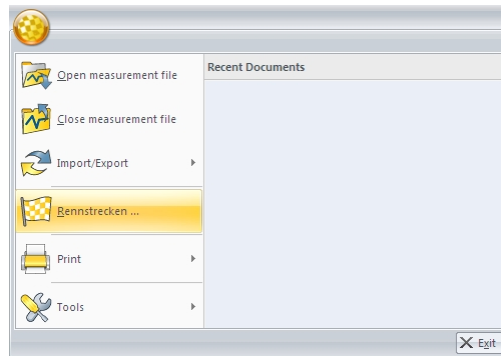 Recent Documents
Open measurement file
Close measurement file
Import/Export
Rennstrecken ...
Print
Tools
Exit